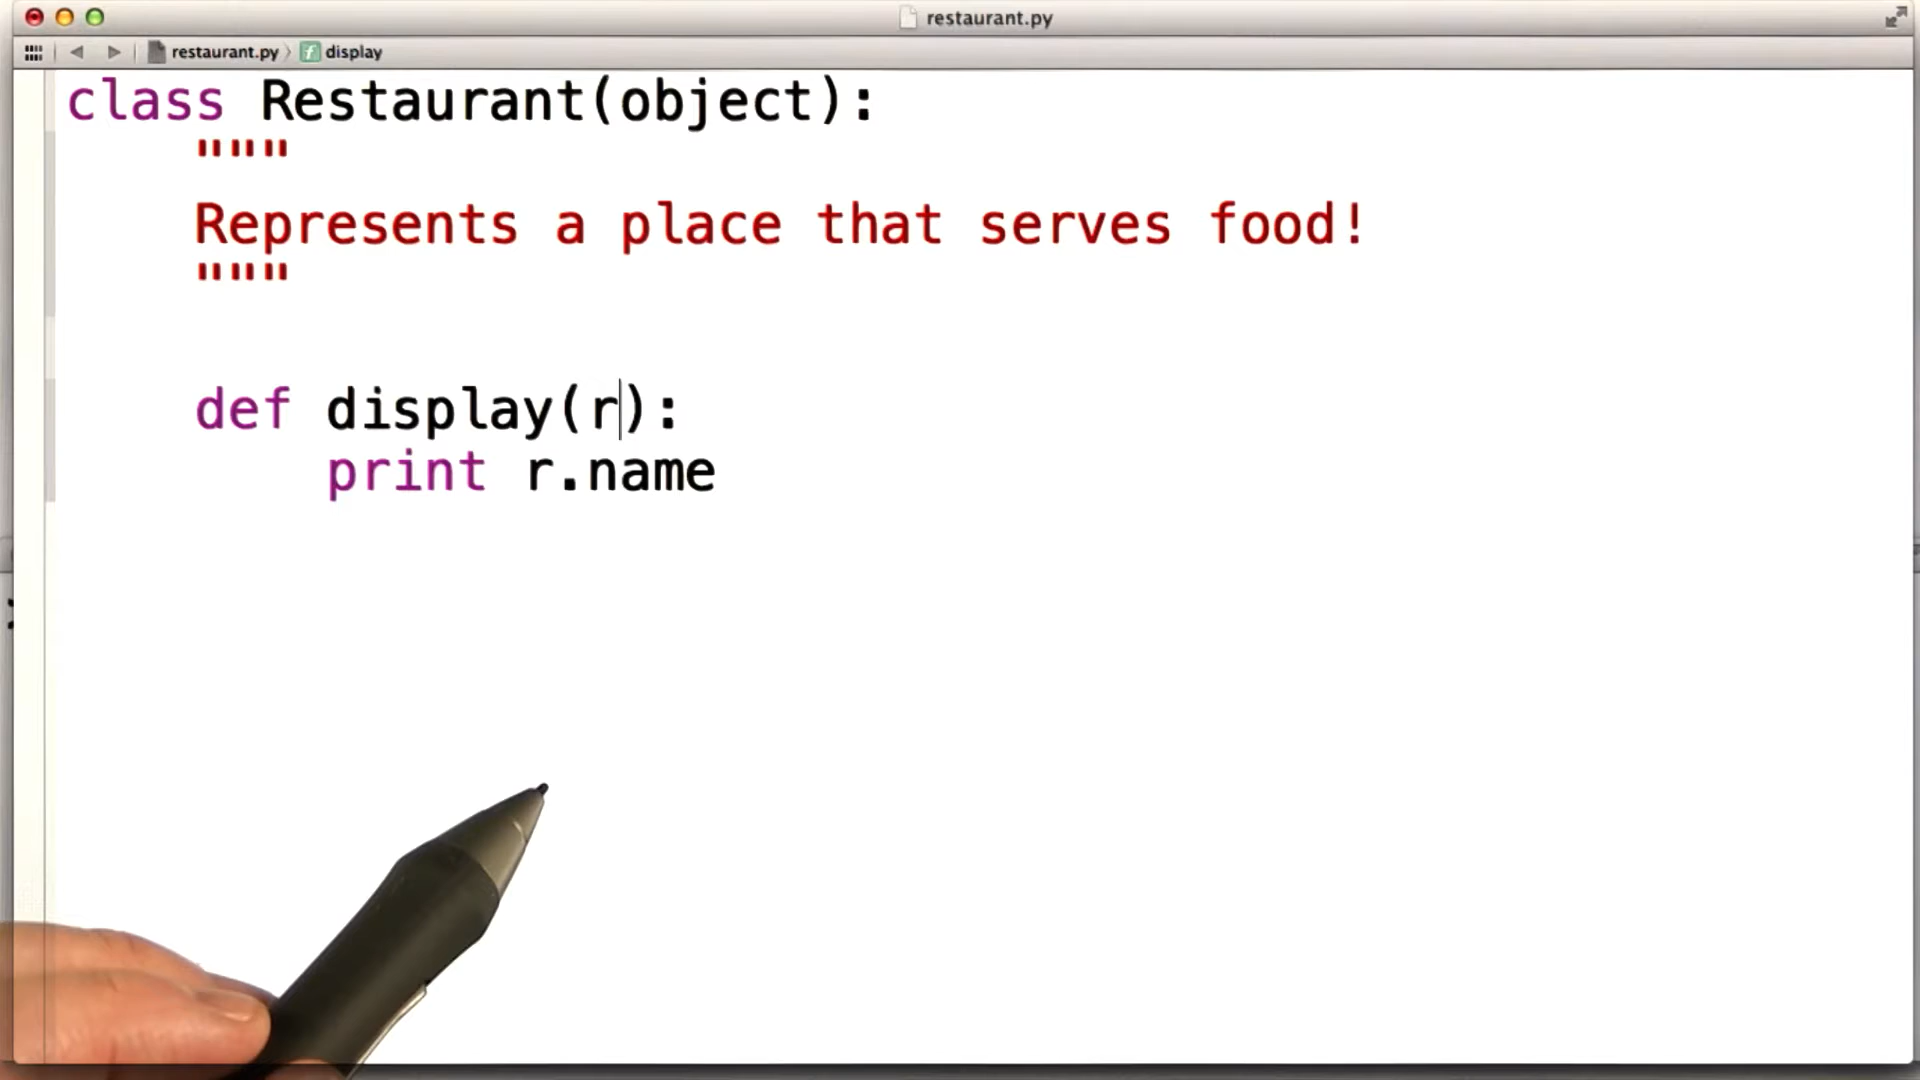 restaurant.py
restaurant.py display
class Restaurant(object):
"""
Represents a place that serves food!
"""
def display(r):
print r.name